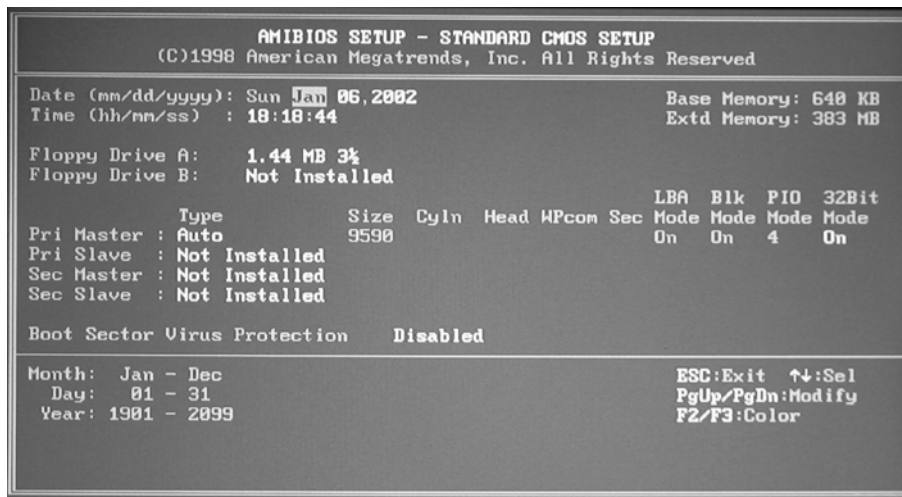 AMIBIOS SETUP - STANDARD CMOS SETUP
(C)1998 American Megatrends, Inc. All Rights Reserved
Date (mm/dd/yyyy): Sun Jan 06,2002 Base Memory: 640 KB
Time (hh/mm/ss) : 18:18:44 Extd Memory: 383 MB
Floppy Drive A: 1.44 MB 3½
Floppy Drive B: Not Installed
LBA Blk PIO 32Bit
Type Size Cyln Head WPcom Sec Mode Mode Mode Mode
Pri Master : Auto 9590 On On 4 On
Pri Slave : Not Installed
Sec Master : Not Installed
Sec Slave : Not Installed
Boot Sector Virus Protection Disabled
Month: Jan - Dec ESC:Exit ↑↓:Sel
Day: 01 - 31 PgUp/PgDn:Modify
Year: 1901 - 2099 F2/F3:Color